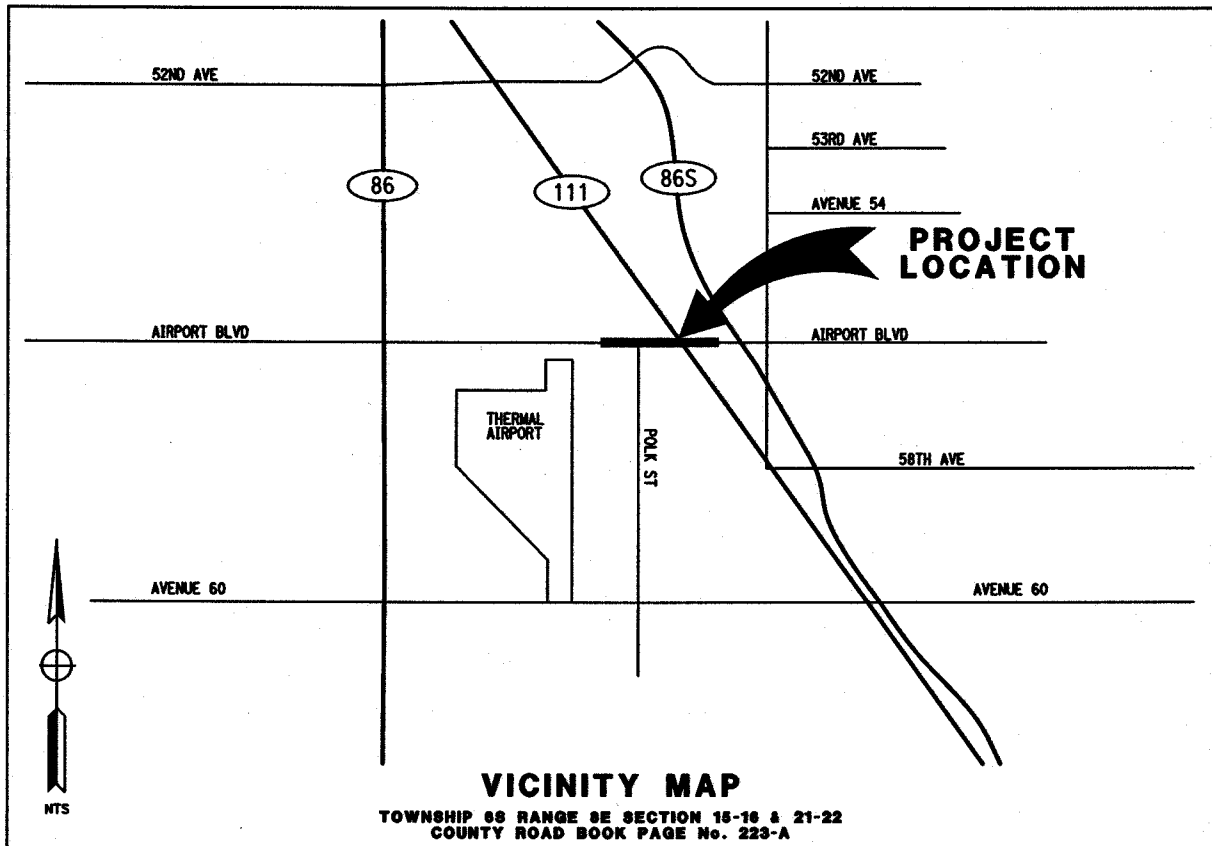 52ND AVE
52ND AVE
53RD AVE
86
111
86S
AVENUE 54
PROJECT
LOCATION
AIRPORT BLVD
AIRPORT BLVD
THERMAL
AIRPORT
POLK ST
58TH AVE
AVENUE 60
AVENUE 60
NTS
VICINITY MAP
TOWNSHIP 6S RANGE 8E SECTION 15-16 & 21-22
COUNTY ROAD BOOK PAGE No. 223-A